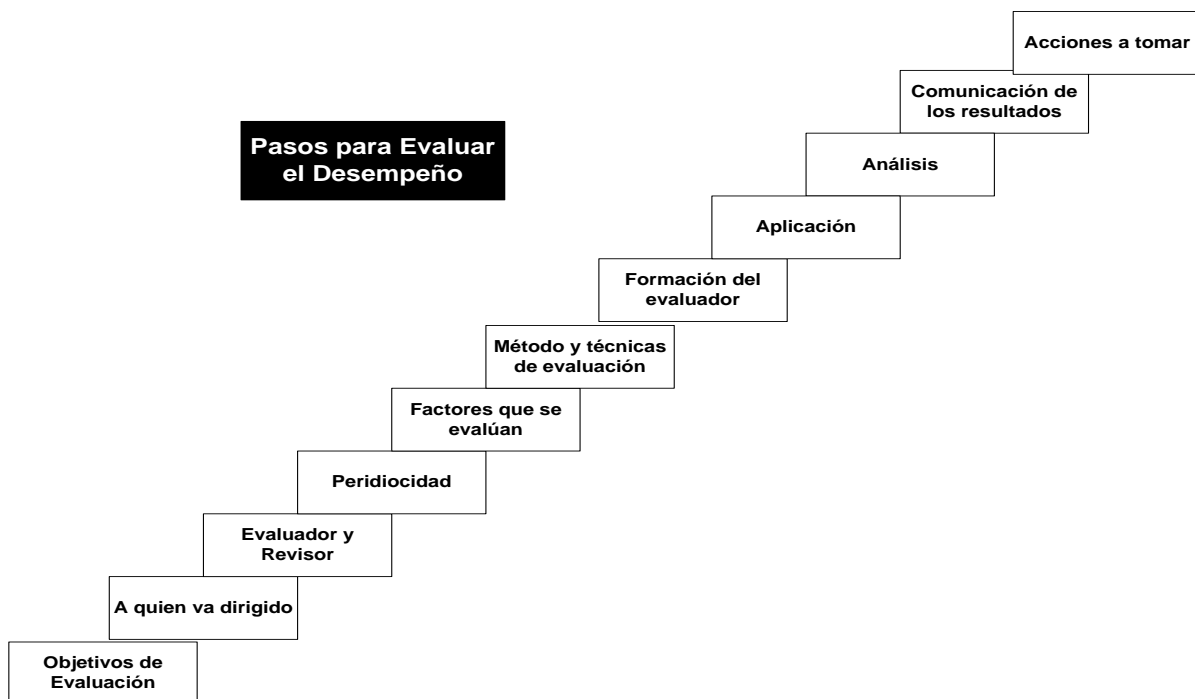 Acciones a tomar
Comunicación de
los resultados
Pasos para Evaluar
el Desempeño
Análisis
Aplicación
Formación del
evaluador
Método y técnicas
de evaluación
Factores que se
evalúan
Peridiocidad
Evaluador y
Revisor
A quien va dirigido
Objetivos de
Evaluación